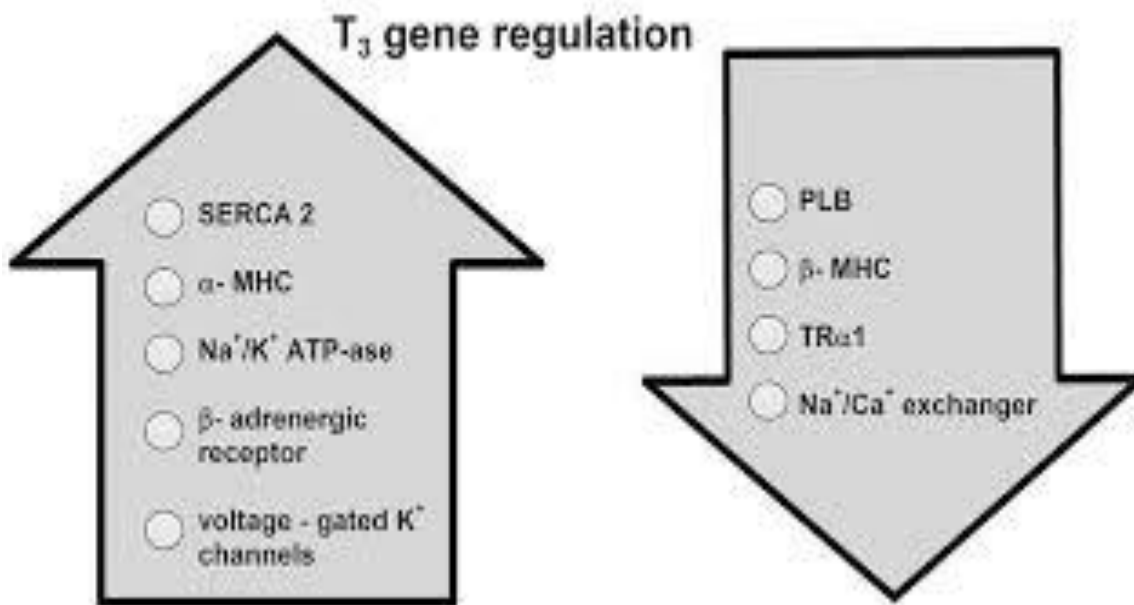 T₃ gene regulation
SERCA 2
α- MHC
Na⁺/K⁺ ATP-ase
β- adrenergic
receptor
voltage - gated K⁺
channels
PLB
β- MHC
TRα1
Na⁺/Ca⁺ exchanger